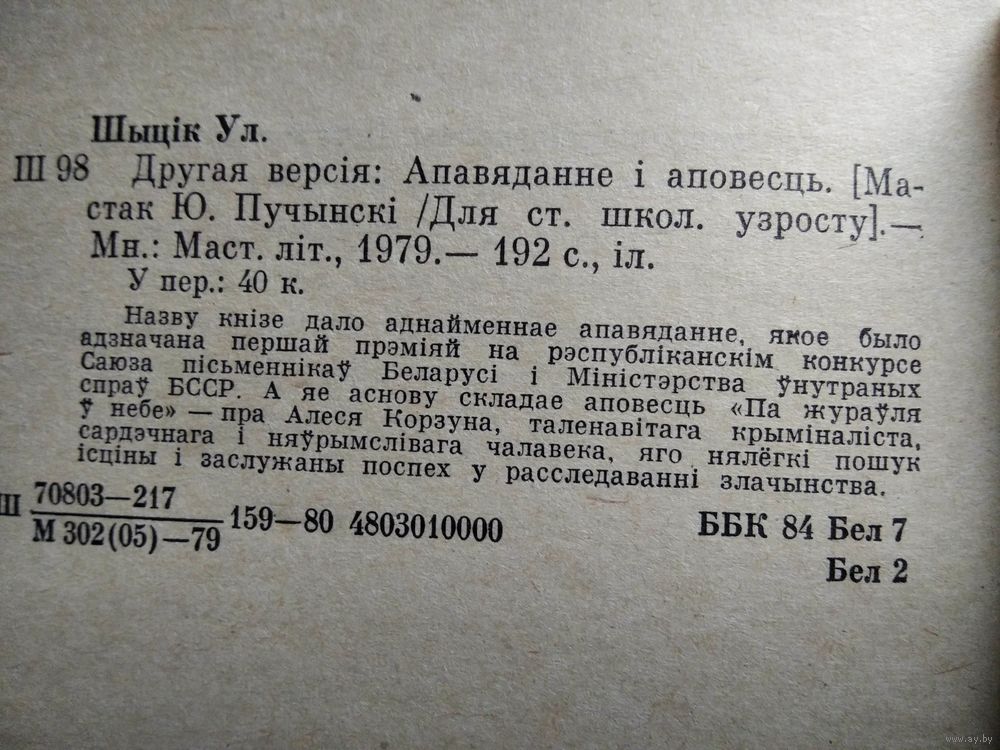 Шыцік Ул.
Ш 98 Другая версія: Апавяданне і аповесць. [Ма-
стак Ю. Пучынскі /Для ст. школ. узросту].—
Мн.: Маст. літ., 1979.— 192 с., іл.
У пер.: 40 к.
Назву кнізе дало аднайменнае апавяданне, якое было
адзначана першай прэміяй на рэспубліканскім конкурсе
Саюза пісьменнікаў Беларусі і Міністэрства ўнутраных
спраў БССР. А яе аснову складае аповесць «Па жураўля
ў небе» — пра Алеся Корзуна, таленавітага крыміналіста,
сардэчнага і няўрымслівага чалавека, яго нялёгкі пошук
ісціны і заслужаны поспех у расследаванні злачынства.
Ш 70803—217
М 302(05)—79 159—80 4803010000 ББК 84 Бел 7
Бел 2
www.ay.by